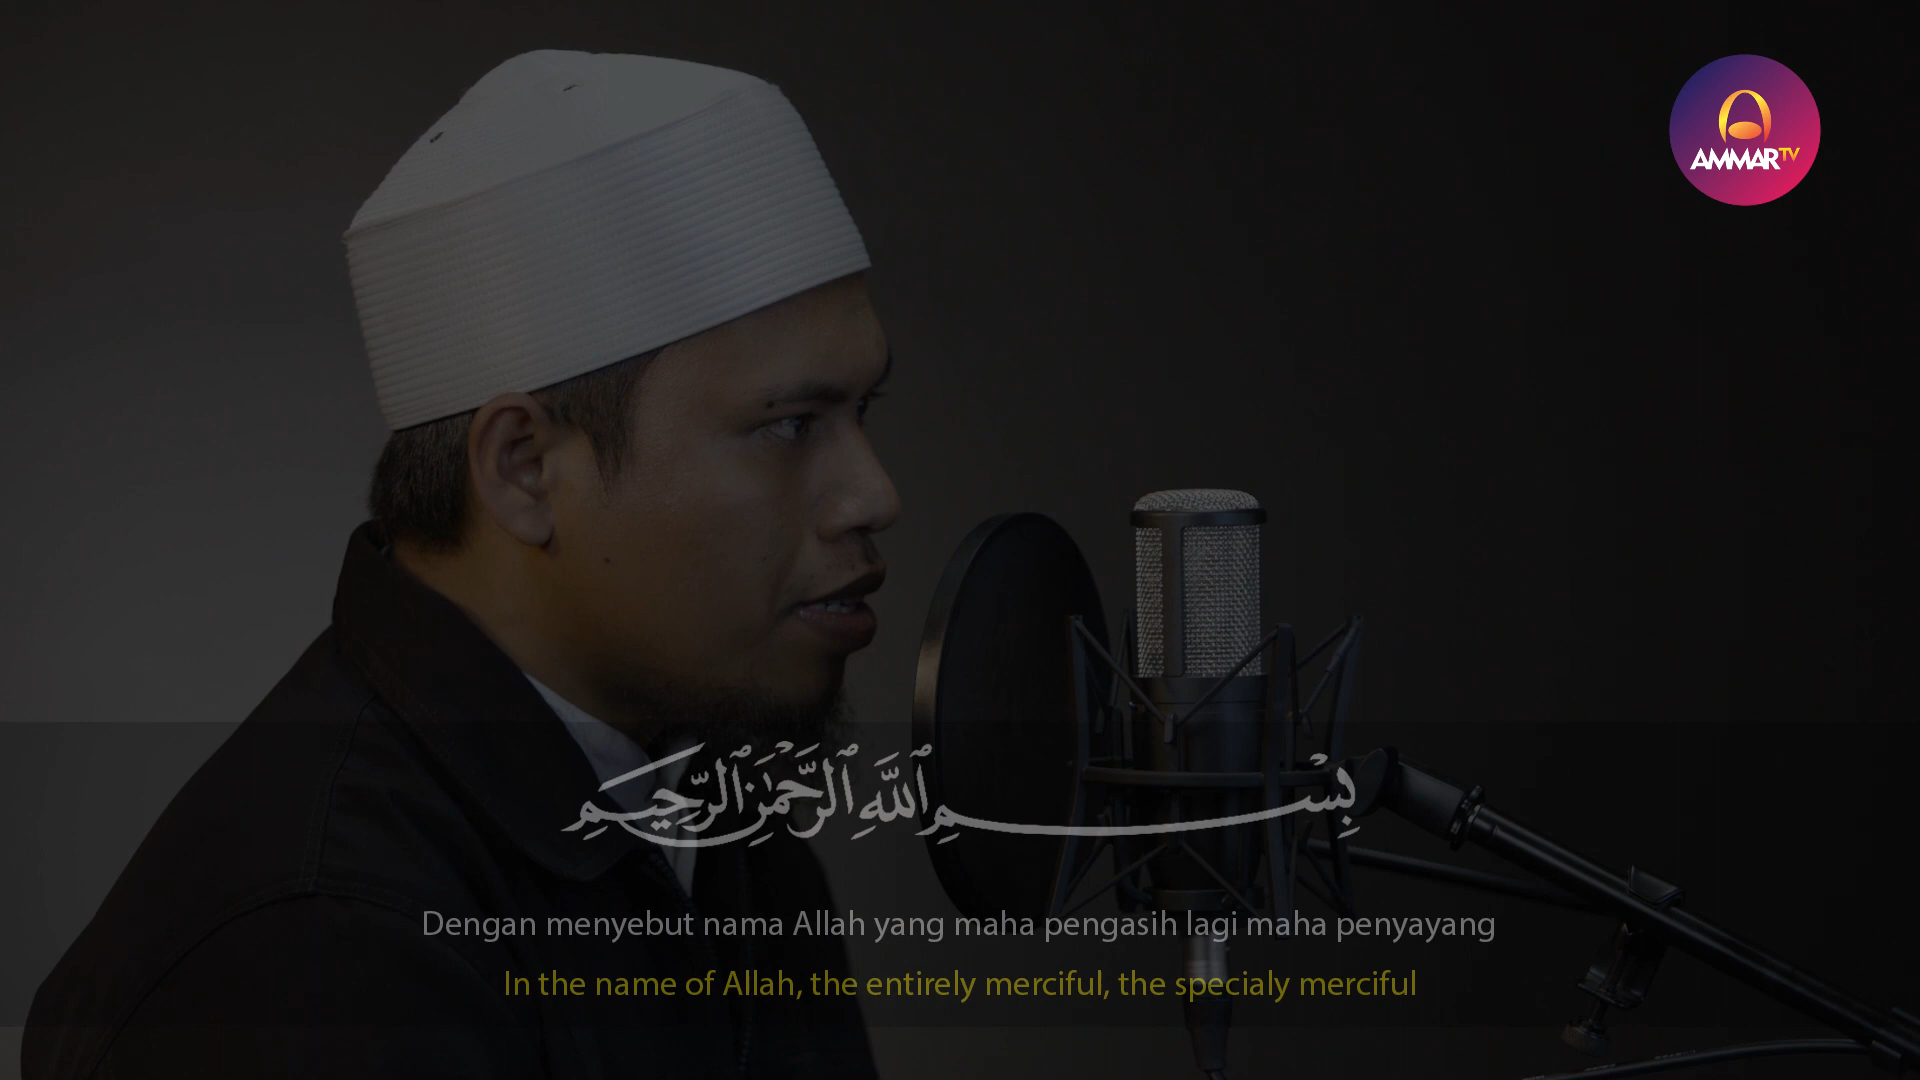 AMMARTV
بِسْمِ ٱللَّهِ ٱلرَّحْمَٰنِ ٱلرَّحِيمِ
Dengan menyebut nama Allah yang maha pengasih lagi maha penyayang
In the name of Allah, the entirely merciful, the specialy merciful